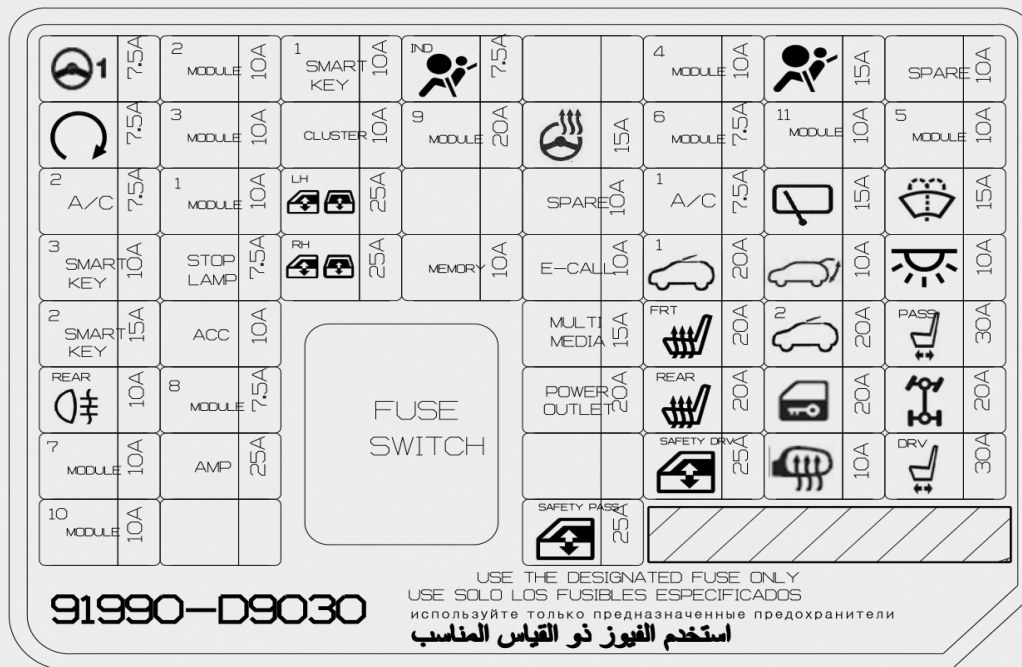 1 7.5A 2 MODULE 10A 1 SMART KEY 10A IND 7.5A 4 MODULE 10A 15A SPARE 10A
7.5A 3 MODULE 10A CLUSTER 10A 9 MODULE 20A 15A 6 MODULE 7.5A 11 MODULE 10A 5 MODULE 10A
2 A/C 7.5A 1 MODULE 10A LH 25A SPARE 10A 1 A/C 7.5A 15A 15A
3 SMART KEY 10A STOP LAMP 7.5A RH 25A MEMORY 10A E-CALL 10A 1 20A 10A 10A
2 SMART KEY 15A ACC 10A MULTI MEDIA 15A FRT 20A 2 20A PASS 30A
REAR 10A 8 MODULE 7.5A FUSE SWITCH POWER OUTLET 20A REAR 20A 20A 20A
7 MODULE 10A AMP 25A SAFETY DRV 25A 10A DRV 30A
10 MODULE 10A SAFETY PASS 25A
USE THE DESIGNATED FUSE ONLY
USE SOLO LOS FUSIBLES ESPECIFICADOS
используйте только предназначенные предохранители
استخدم الفيوز ذو القياس المناسب
91990-D9030